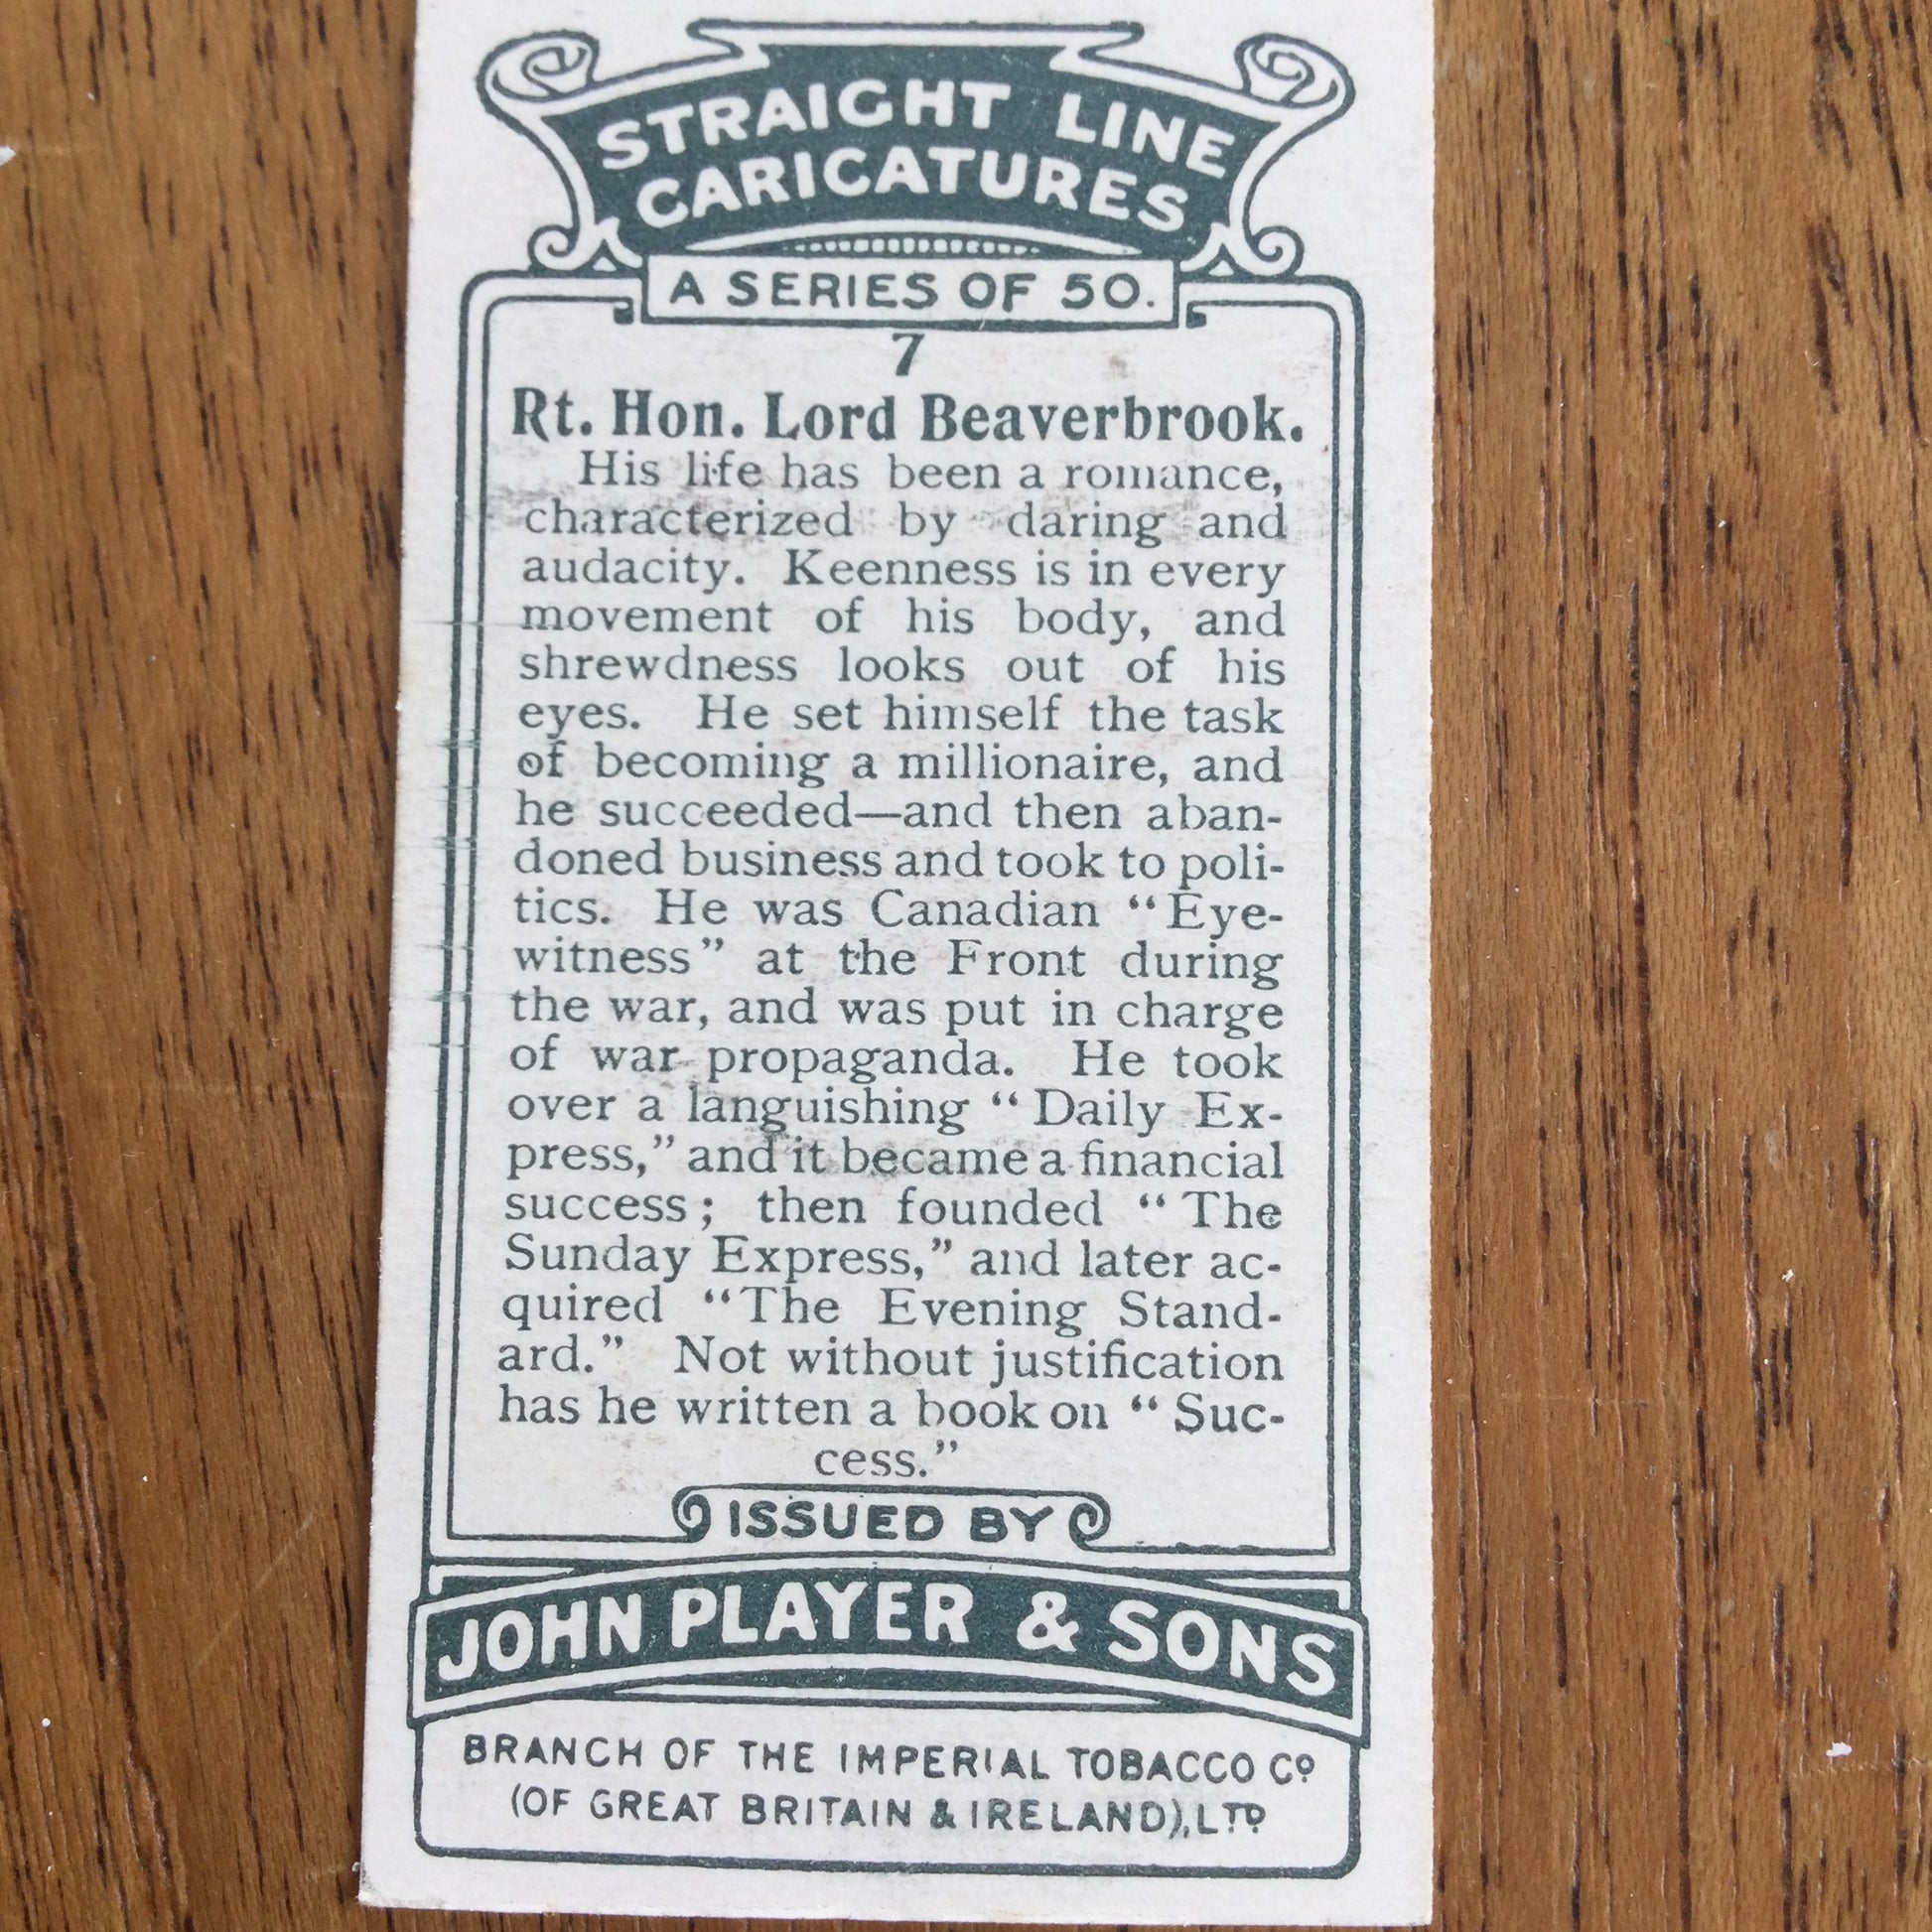 STRAIGHT LINE
CARICATURES
A SERIES OF 50.
7
Rt. Hon. Lord Beaverbrook.
His life has been a romance,
characterized by daring and
audacity. Keenness is in every
movement of his body, and
shrewdness looks out of his
eyes. He set himself the task
of becoming a millionaire, and
he succeeded—and then aban-
doned business and took to poli-
tics. He was Canadian “Eye-
witness” at the Front during
the war, and was put in charge
of war propaganda. He took
over a languishing “Daily Ex-
press,” and it became a financial
success; then founded “The
Sunday Express,” and later ac-
quired “The Evening Stand-
ard.” Not without justification
has he written a book on “Suc-
cess.”
ISSUED BY
JOHN PLAYER & SONS
BRANCH OF THE IMPERIAL TOBACCO Cº
(OF GREAT BRITAIN & IRELAND), LTD